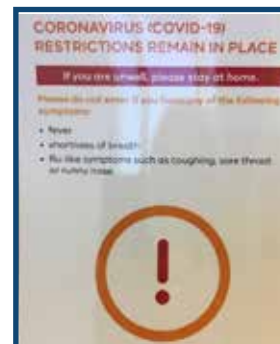 CORONAVIRUS (COVID-19)
RESTRICTIONS REMAIN IN PLACE
If you are unwell, please stay at home.
Please do not enter if you have any of the following
symptoms:
• fever
• shortness of breath
• flu-like symptoms such as coughing, sore throat
or runny nose
!